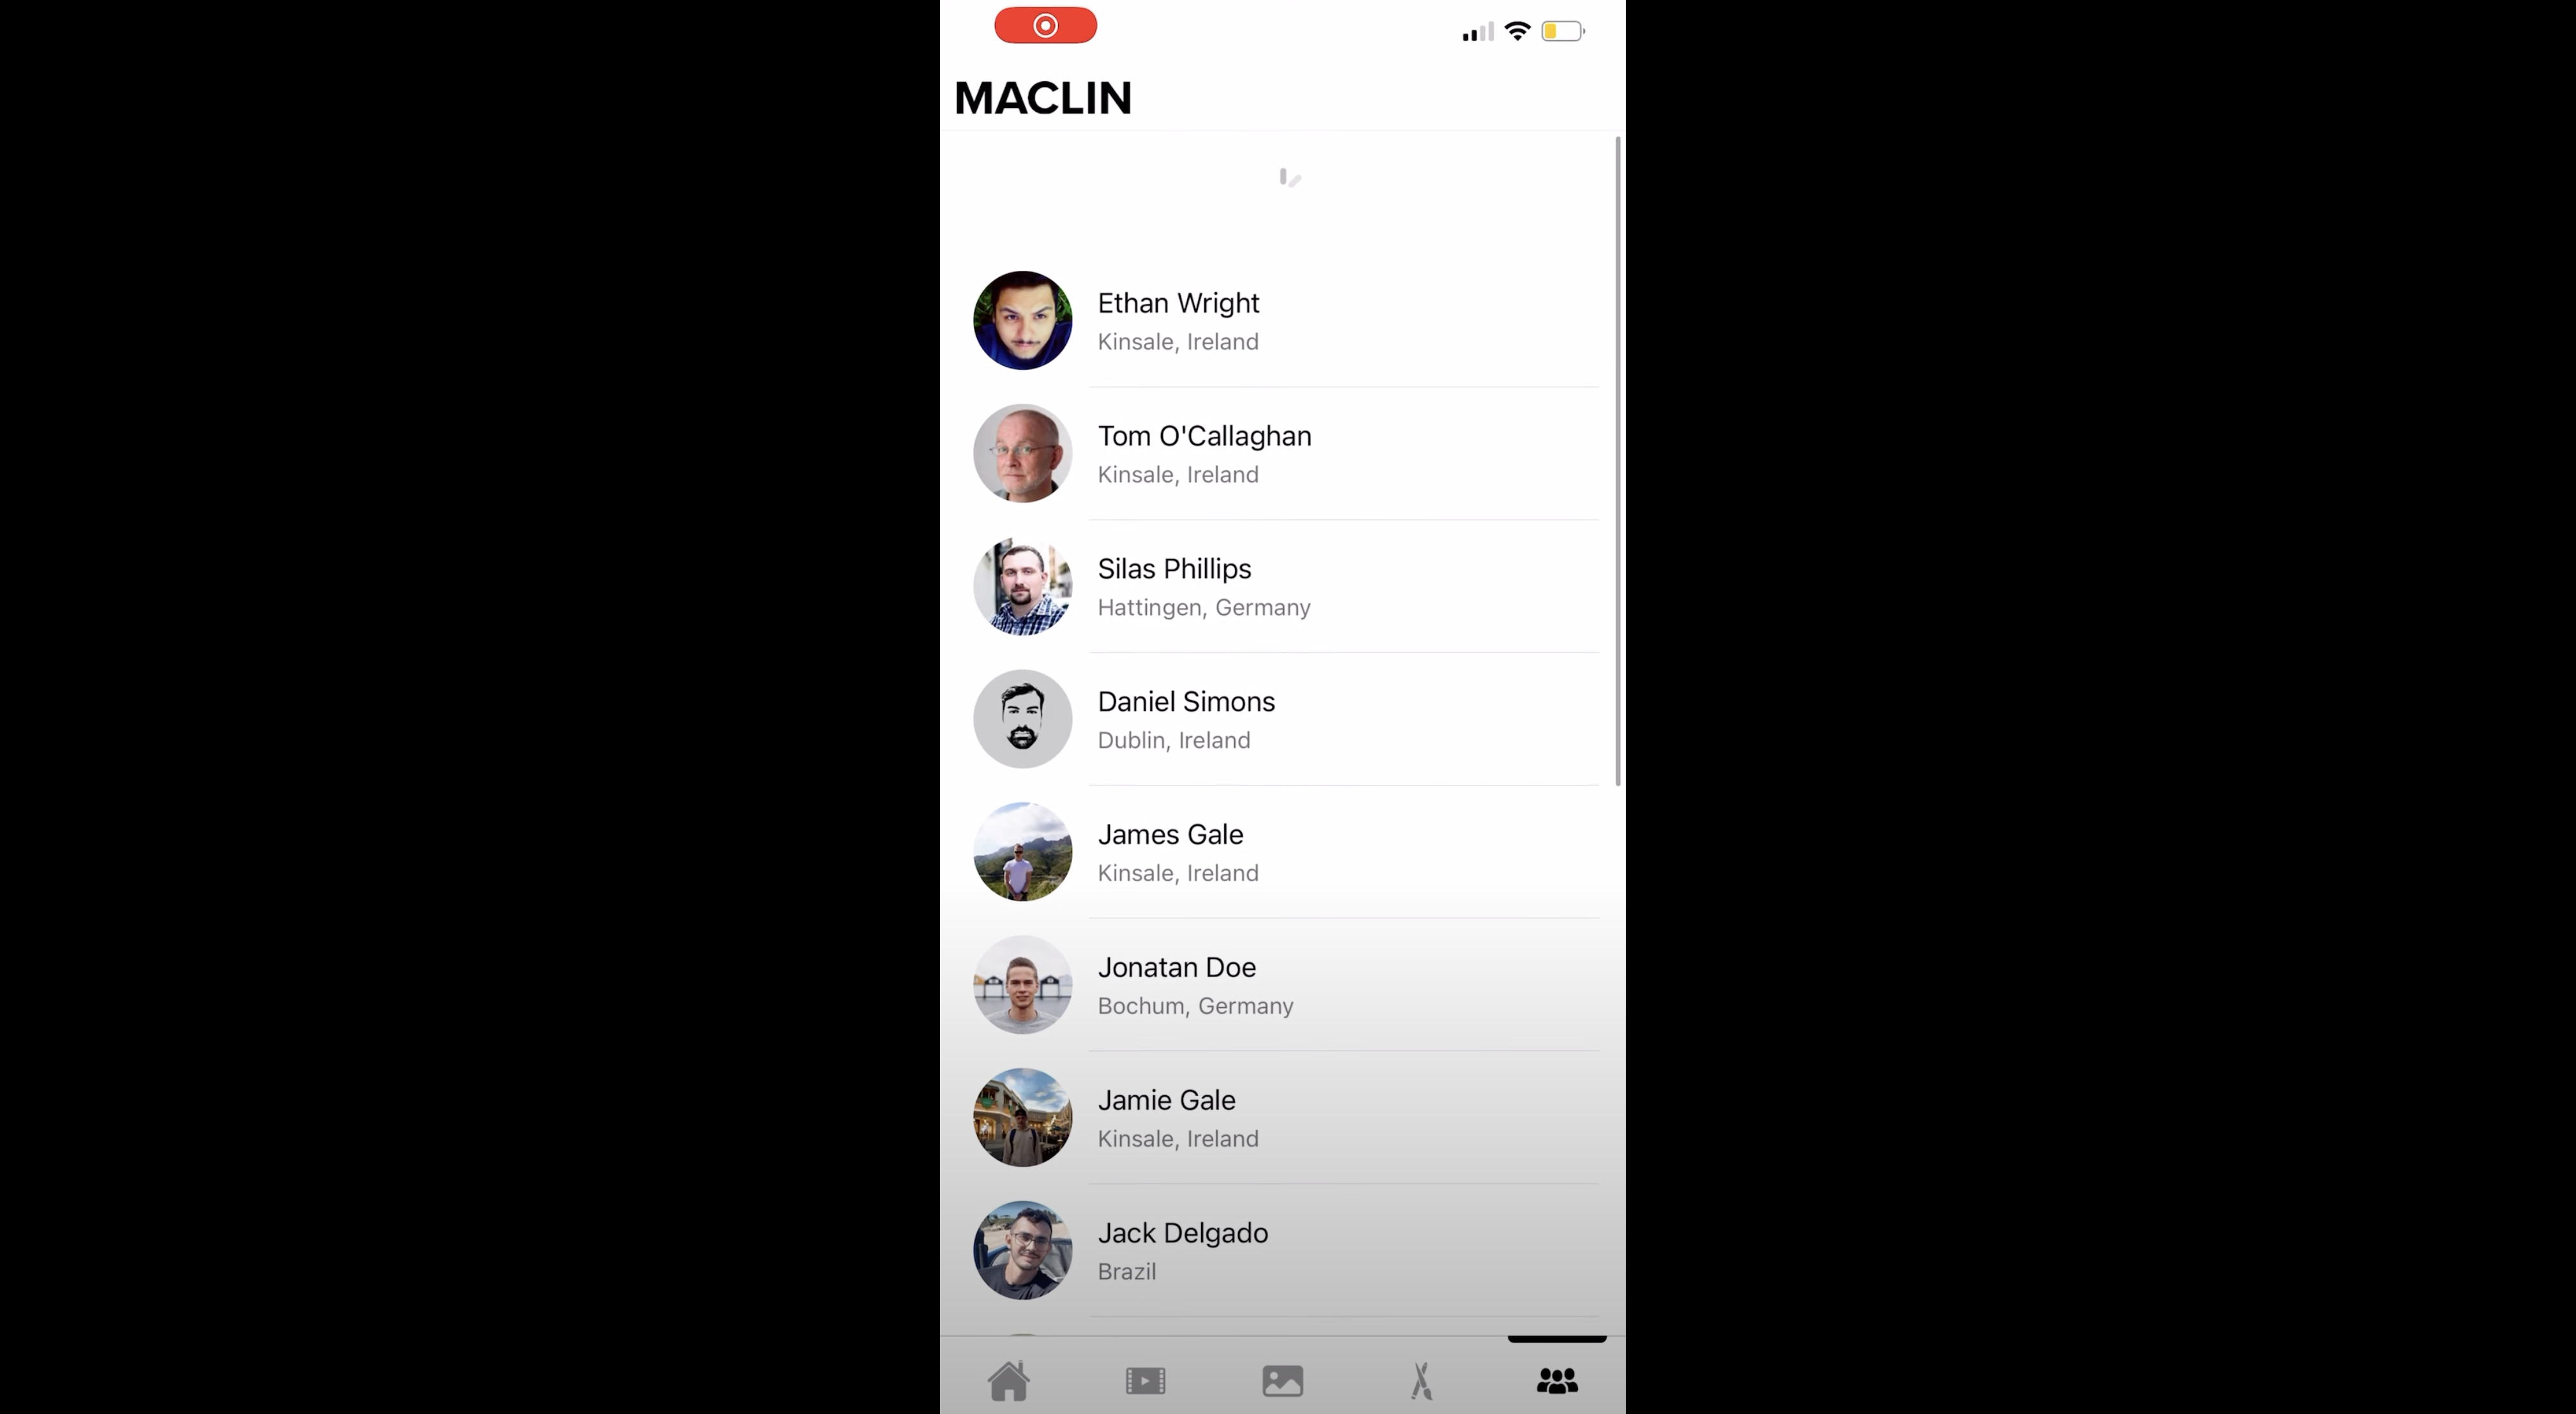 MACLIN
Ethan Wright
Kinsale, Ireland
Tom O'Callaghan
Kinsale, Ireland
Silas Phillips
Hattingen, Germany
Daniel Simons
Dublin, Ireland
James Gale
Kinsale, Ireland
Jonatan Doe
Bochum, Germany
Jamie Gale
Kinsale, Ireland
Jack Delgado
Brazil